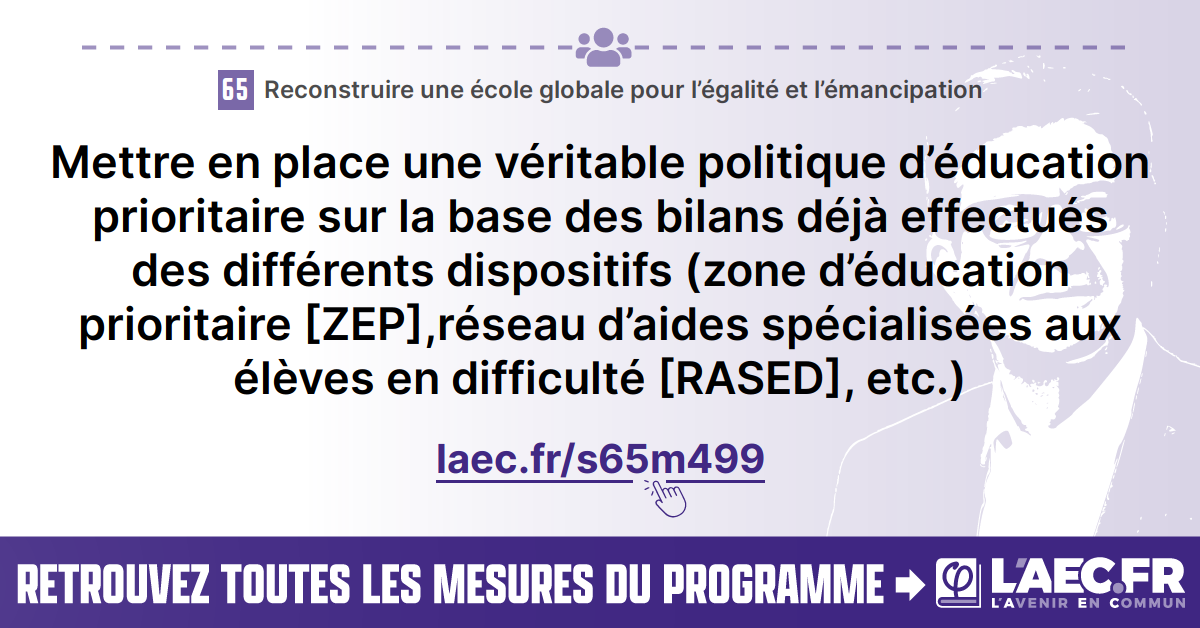 65 Reconstruire une école globale pour l’égalité et l’émancipation
Mettre en place une véritable politique d’éducation
prioritaire sur la base des bilans déjà effectués
des différents dispositifs (zone d’éducation
prioritaire [ZEP],réseau d’aides spécialisées aux
élèves en difficulté [RASED], etc.)
laec.fr/s65m499
RETROUVEZ TOUTES LES MESURES DU PROGRAMME
L'AEC.FR
L'AVENIR EN COMMUN